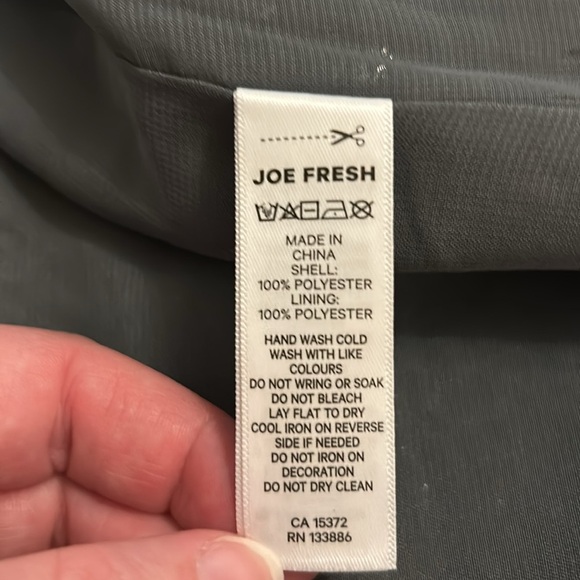 JOE FRESH
MADE IN
CHINA
SHELL:
100% POLYESTER
LINING:
100% POLYESTER
HAND WASH COLD
WASH WITH LIKE
COLOURS
DO NOT WRING OR SOAK
DO NOT BLEACH
LAY FLAT TO DRY
COOL IRON ON REVERSE
SIDE IF NEEDED
DO NOT IRON ON
DECORATION
DO NOT DRY CLEAN
CA 15372
RN 133886